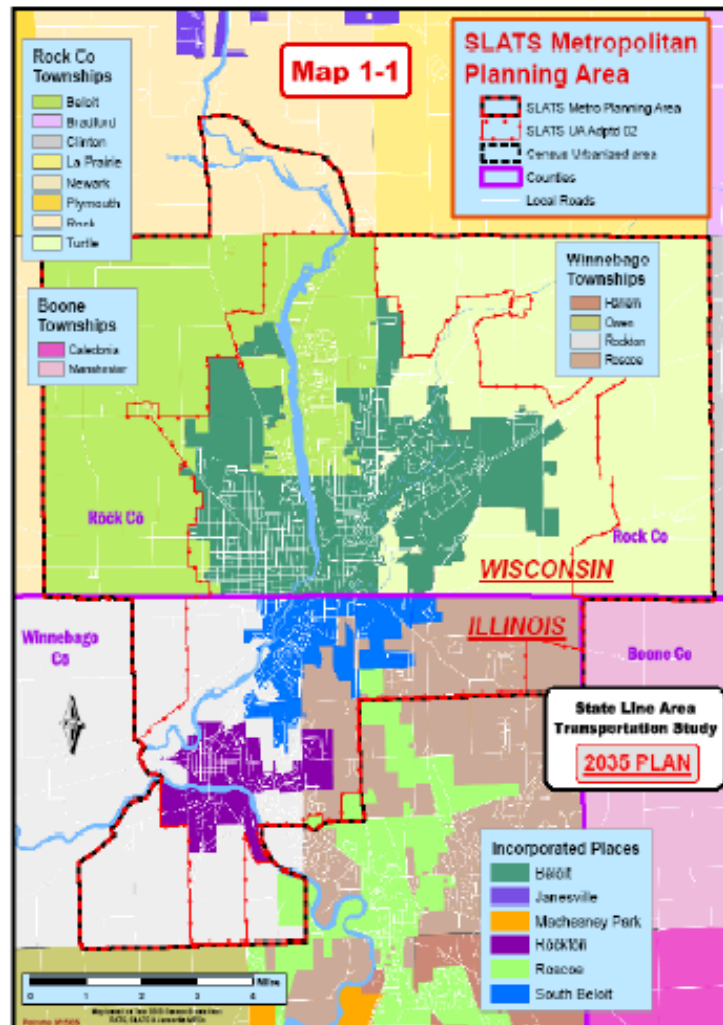 Map 1-1
SLATS Metropolitan
Planning Area
SLATS Metro Planning Area
SLATS UA Adptd 02
Census Urbanized area
Counties
Local Roads
Rock Co
Townships
Beloit
Bradford
Clinton
La Prairie
Newark
Plymouth
Rock
Turtle
Boone
Townships
Caledonia
Manchester
Winnebago
Townships
Harlem
Owen
Rockton
Roscoe
Rock Co
Rock Co
WISCONSIN
ILLINOIS
Winnebago
Co
Boone Co
State Line Area
Transportation Study
2035 PLAN
Incorporated Places
Beloit
Janesville
Machesney Park
Rockton
Roscoe
South Beloit
Miles
0 1 2 3 4